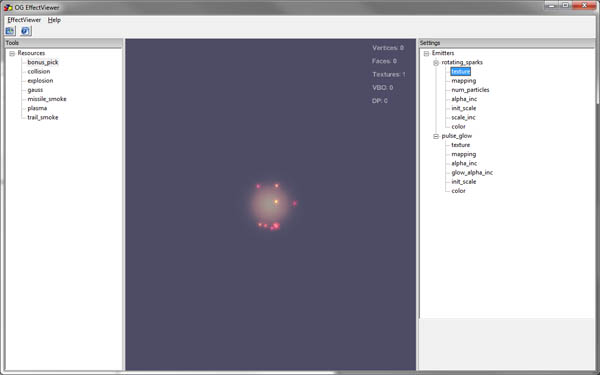 OG EffectViewer
EffectViewer Help
Tools
Resources
bonus_pick
collision
explosion
gauss
missile_smoke
plasma
trail_smoke
Vertices: 0
Faces: 0
Textures: 1
VBO: 0
DP: 0
Settings
Emitters
rotating_sparks
texture
mapping
num_particles
alpha_inc
init_scale
scale_inc
color
pulse_glow
texture
mapping
alpha_inc
glow_alpha_inc
init_scale
color